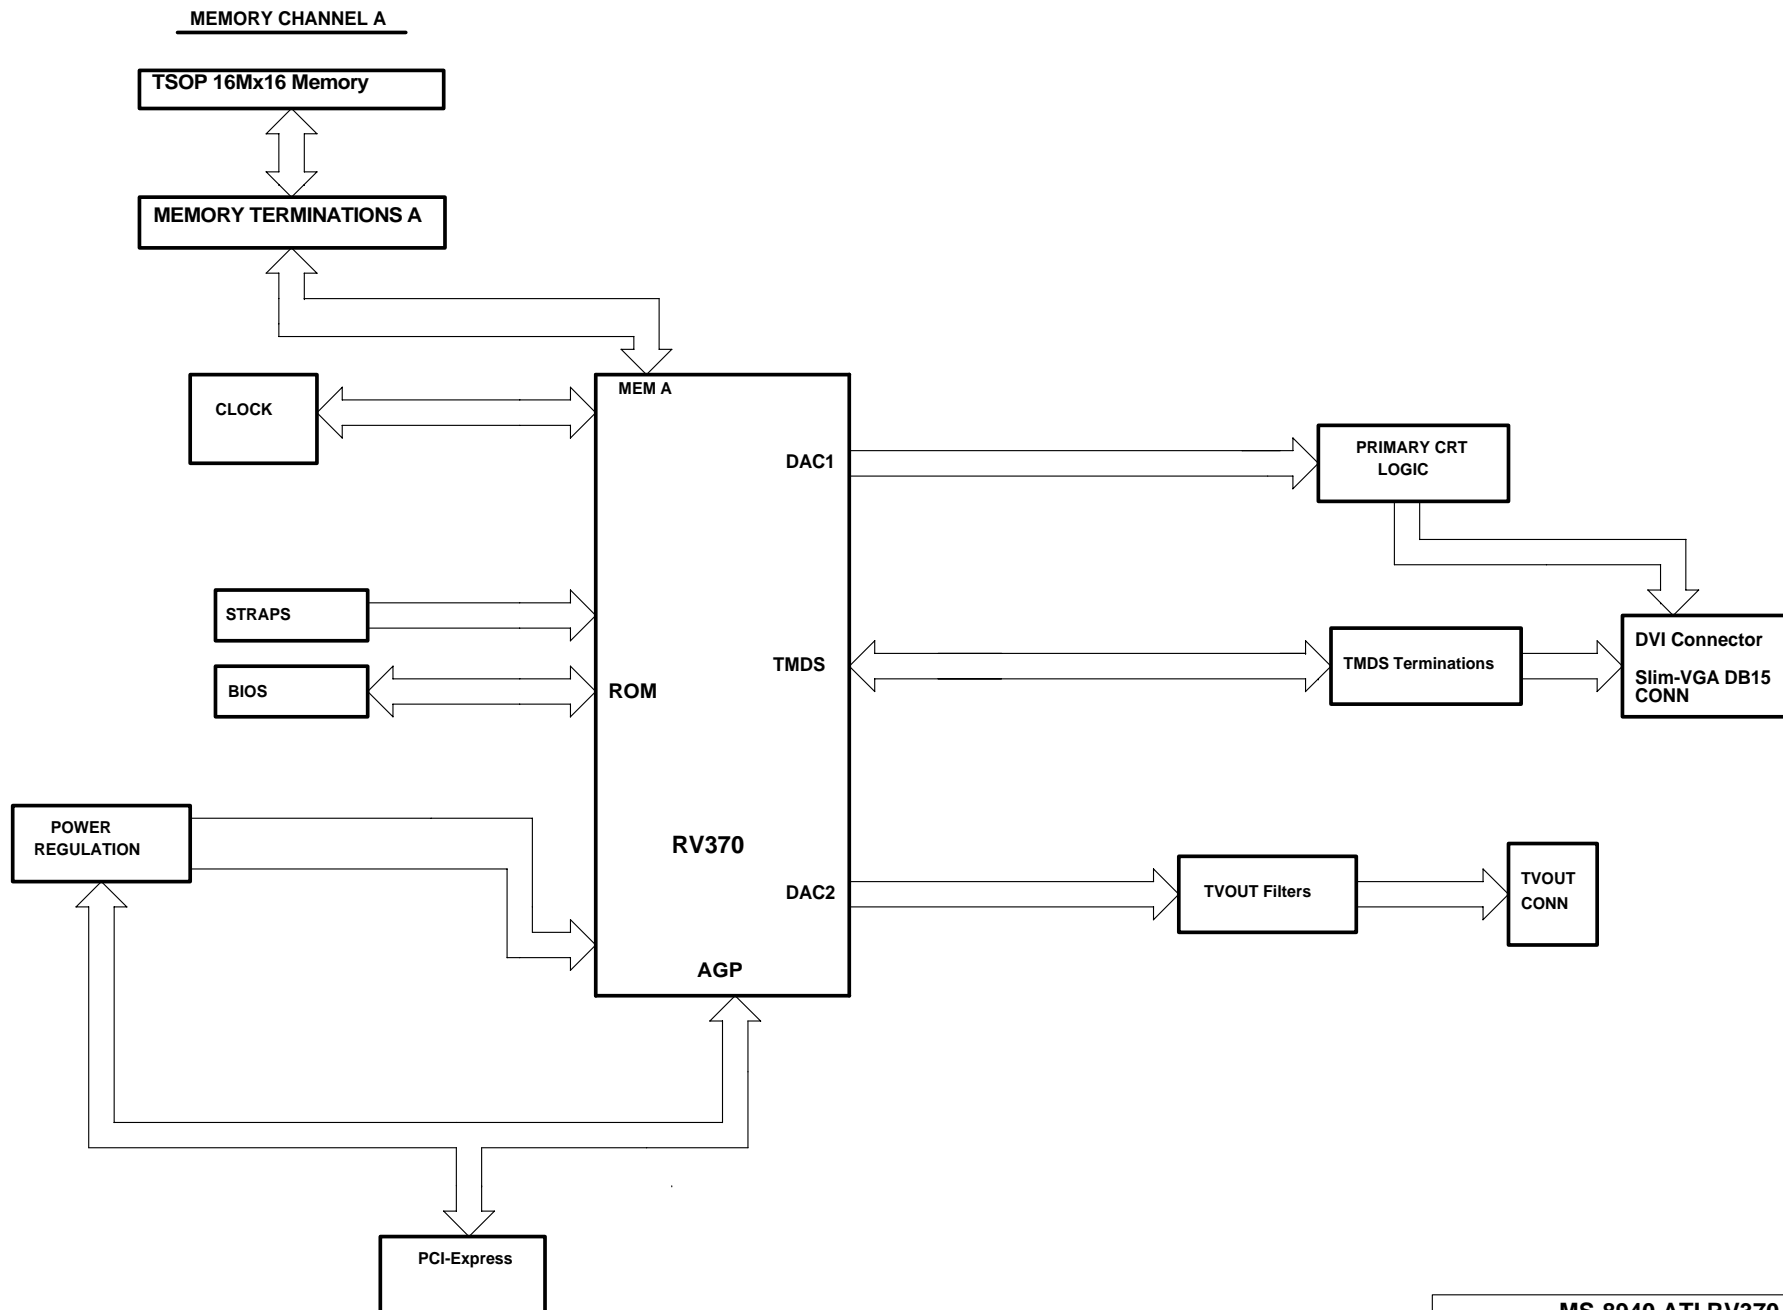 MEMORY CHANNEL A
TSOP 16Mx16 Memory
MEMORY TERMINATIONS A
CLOCK
MEM A
DAC1
PRIMARY CRT
LOGIC
STRAPS
BIOS
ROM
TMDS
TMDS Terminations
DVI Connector
Slim-VGA DB15
CONN
POWER
REGULATION
RV370
DAC2
TVOUT Filters
TVOUT
CONN
AGP
PCI-Express